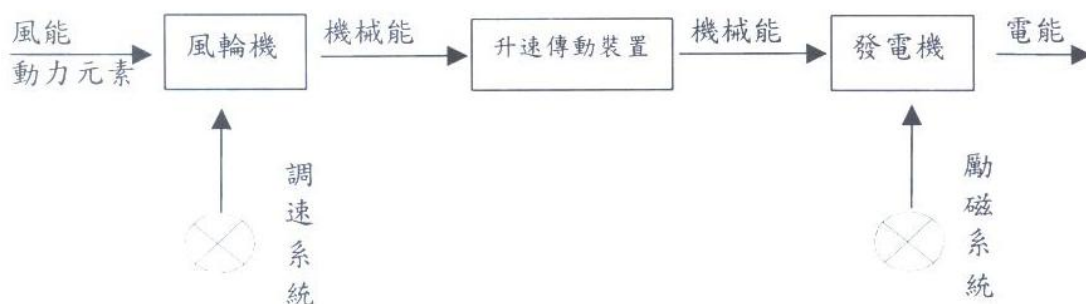 風能
動力元素
風輪機
機械能
升速傳動裝置
機械能
發電機
電能
調速系統
勵磁系統